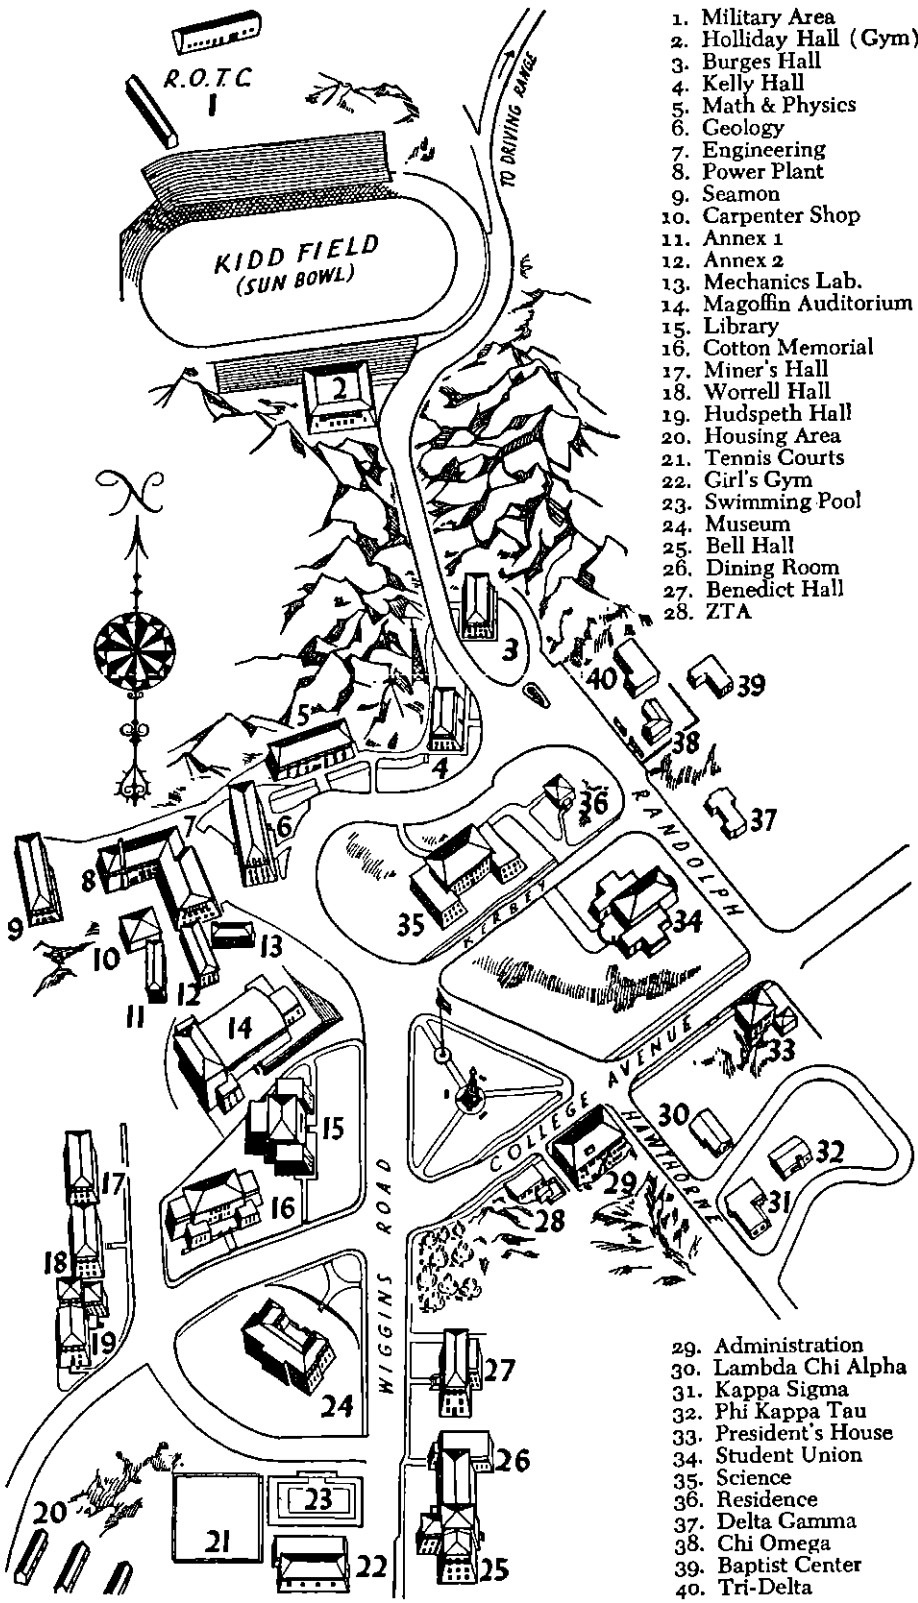 1. Military Area
2. Holliday Hall (Gym)
3. Burges Hall
4. Kelly Hall
5. Math & Physics
6. Geology
7. Engineering
8. Power Plant
9. Seamon
10. Carpenter Shop
11. Annex 1
12. Annex 2
13. Mechanics Lab.
14. Magoffin Auditorium
15. Library
16. Cotton Memorial
17. Miner's Hall
18. Worrell Hall
19. Hudspeth Hall
20. Housing Area
21. Tennis Courts
22. Girl's Gym
23. Swimming Pool
24. Museum
25. Bell Hall
26. Dining Room
27. Benedict Hall
28. ZTA
R.O.T.C.
1
TO DRIVING RANGE
KIDD FIELD
(SUN BOWL)
2
3
40
39
38
5
4
36
37
RANDOLPH
7
6
8
9
35
KERBEY
34
10
13
12
11
14
AVENUE
33
COLLEGE
15
30
HAWTHORNE
32
17
16
29
31
28
WIGGINS ROAD
18
19
24
27
26
20
23
21
22
25
29. Administration
30. Lambda Chi Alpha
31. Kappa Sigma
32. Phi Kappa Tau
33. President's House
34. Student Union
35. Science
36. Residence
37. Delta Gamma
38. Chi Omega
39. Baptist Center
40. Tri-Delta